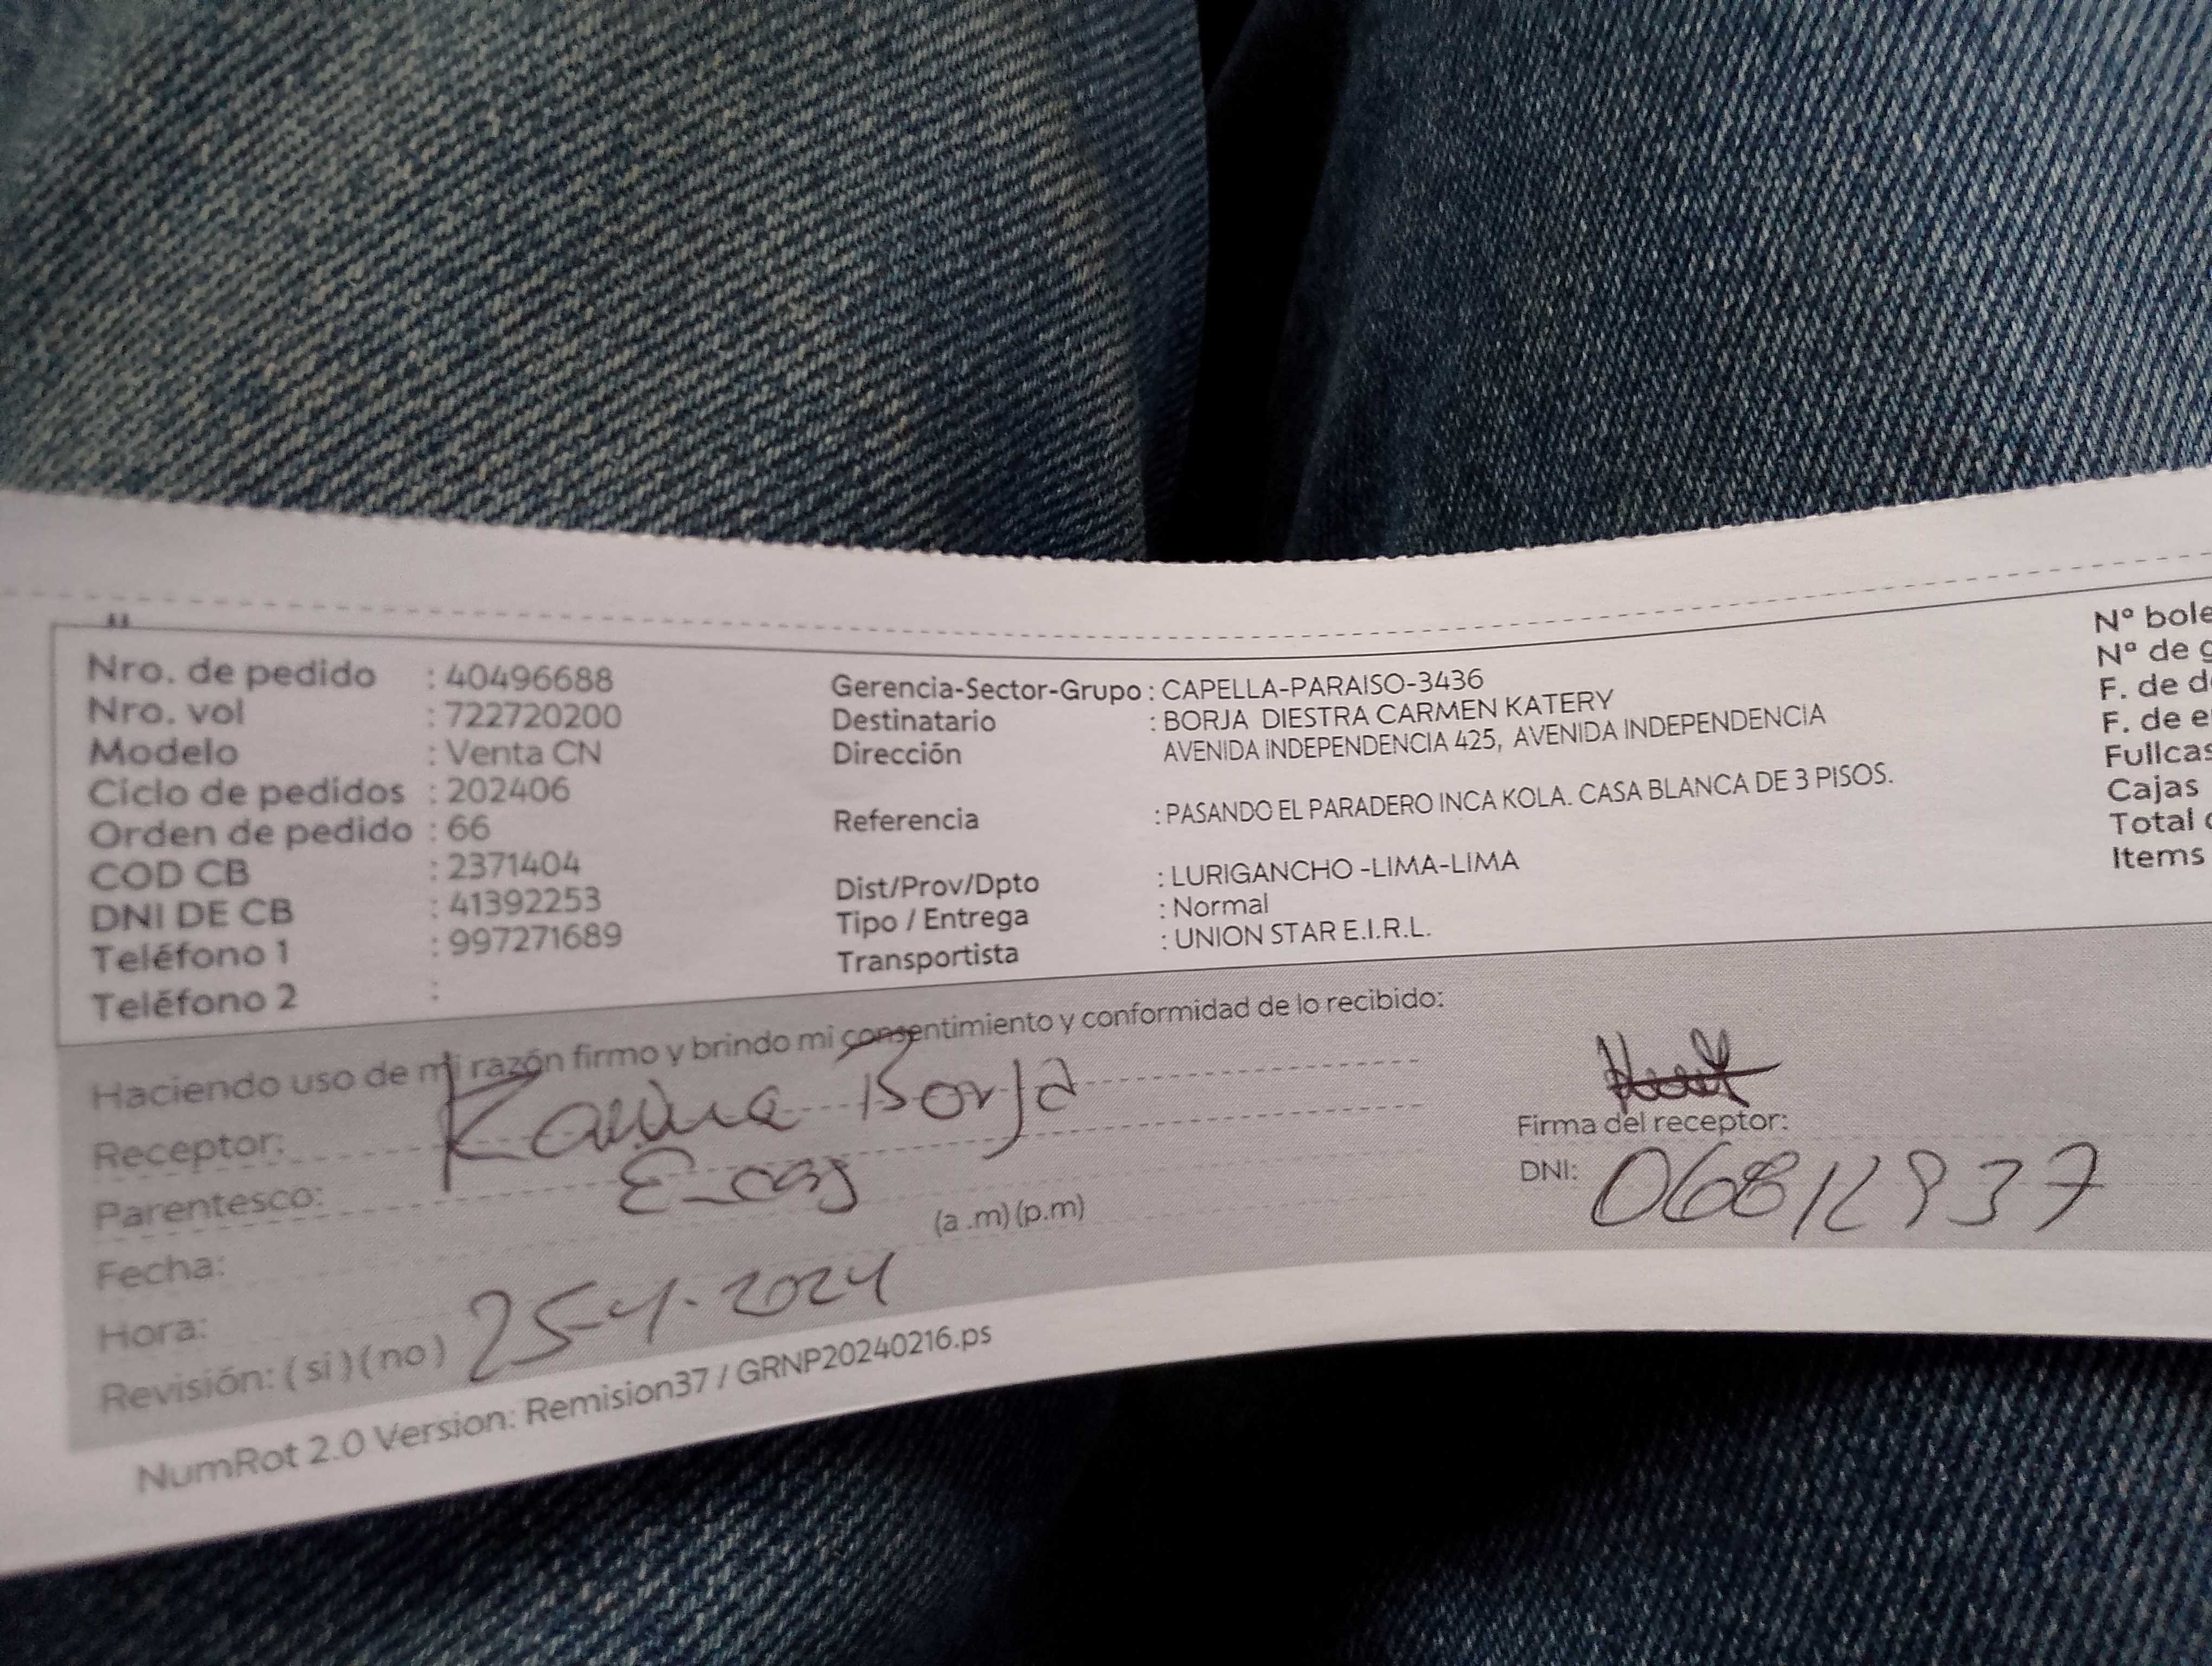 Nro. de pedido : 40496688
Nro. vol : 722720200
Modelo : Venta CN
Ciclo de pedidos : 202406
Orden de pedido : 66
COD CB : 2371404
DNI DE CB : 41392253
Teléfono 1 : 997271689
Teléfono 2 :
Gerencia-Sector-Grupo : CAPELLA-PARAISO-3436
Destinatario : BORJA DIESTRA CARMEN KATERY
Dirección AVENIDA INDEPENDENCIA 425, AVENIDA INDEPENDENCIA
Referencia : PASANDO EL PARADERO INCA KOLA. CASA BLANCA DE 3 PISOS.
Dist/Prov/Dpto : LURIGANCHO -LIMA-LIMA
Tipo / Entrega : Normal
Transportista : UNION STAR E.I.R.L.
Nº bole
Nº de g
F. de d
F. de e
Fullcas
Cajas
Total
Items
Haciendo uso de mi razón firmo y brindo mi consentimiento y conformidad de lo recibido:
Receptor: Borja
Parentesco:
Fecha: (a .m) (p.m)
Hora: 25-4-2024
Revisión: (si) (no)
Firma del receptor:
DNI:
NumRot 2.0 Version: Remision37 / GRNP20240216.ps